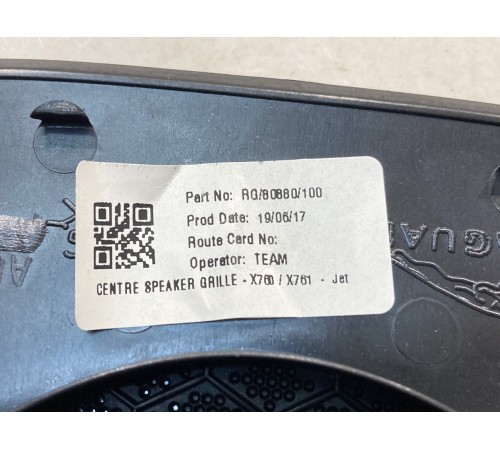 Part No: RG/80880/100
Prod Date: 19/06/17
Route Card No:
Operator: TEAM
CENTRE SPEAKER GRILLE - X760 / X761 - Jet
AGUAR